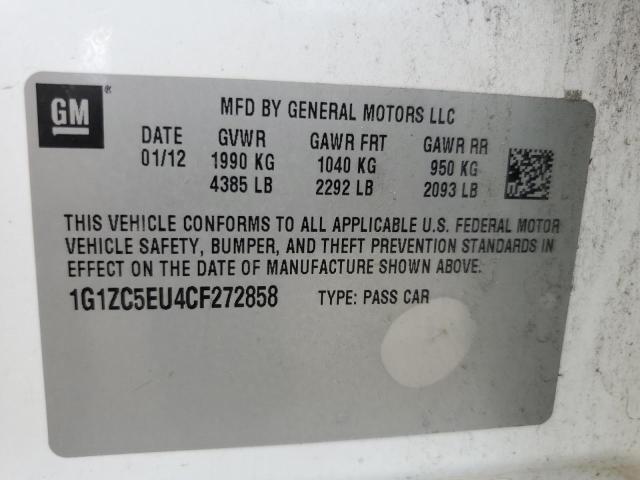 GM® MFD BY GENERAL MOTORS LLC
DATE GVWR GAWR FRT GAWR RR
01/12 1990 KG 1040 KG 950 KG
4385 LB 2292 LB 2093 LB
THIS VEHICLE CONFORMS TO ALL APPLICABLE U.S. FEDERAL MOTOR
VEHICLE SAFETY, BUMPER, AND THEFT PREVENTION STANDARDS IN
EFFECT ON THE DATE OF MANUFACTURE SHOWN ABOVE.
1G1ZC5EU4CF272858 TYPE: PASS CAR